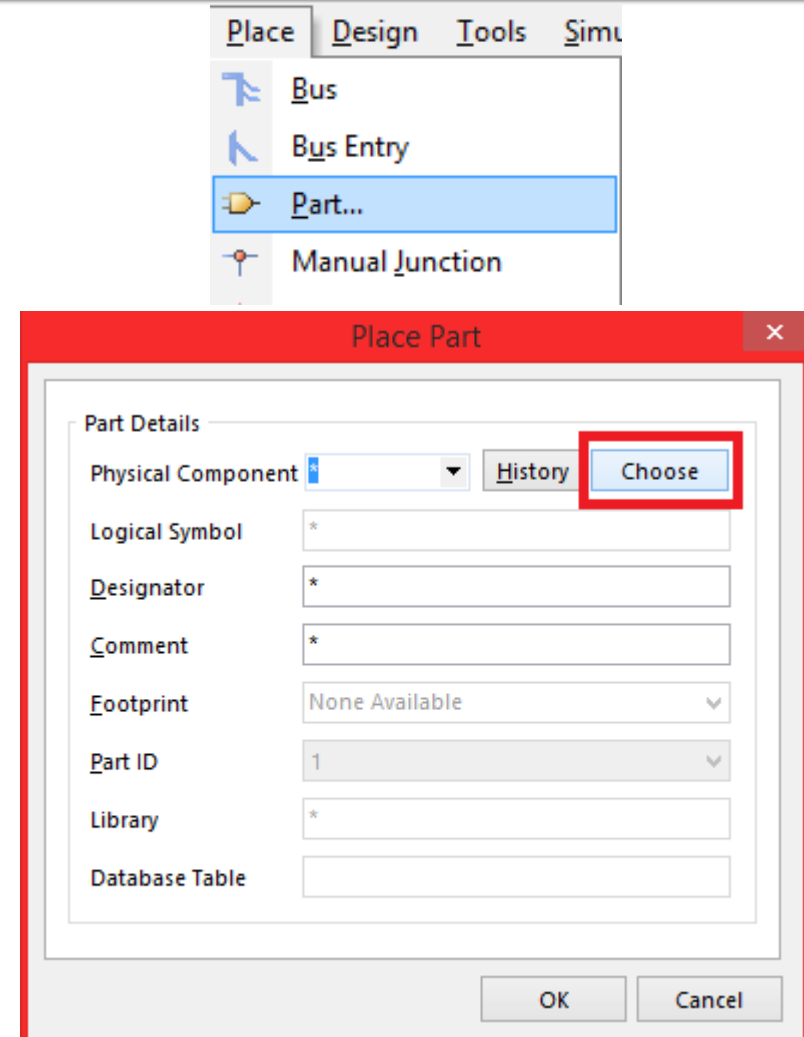 Place Design Tools Simu
Bus
Bus Entry
Part...
Manual Junction
Place Part
Part Details
Physical Component * History Choose
Logical Symbol *
Designator *
Comment *
Footprint None Available
Part ID 1
Library *
Database Table
OK Cancel